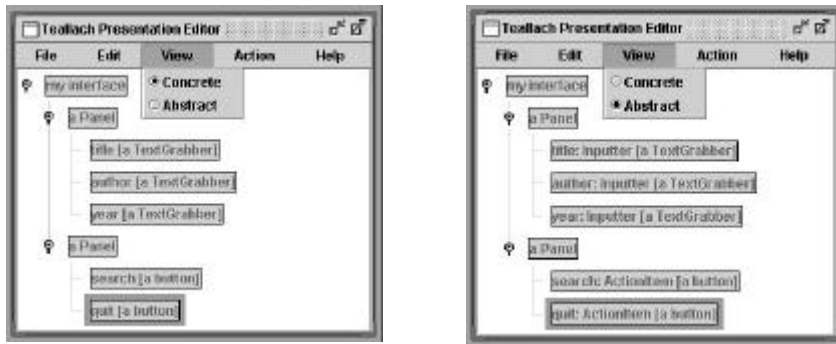 Teallach Presentation Editor
File Edit View Action Help
my interface
Concrete
Abstract
a Panel
title [a TextGrabber]
author [a TextGrabber]
year [a TextGrabber]
a Panel
search [a button]
quit [a button]
Teallach Presentation Editor
File Edit View Action Help
my interface
Concrete
Abstract
a Panel
title: Inputter [a TextGrabber]
author: Inputter [a TextGrabber]
year: Inputter [a TextGrabber]
a Panel
search: ActionItem [a button]
quit: ActionItem [a button]